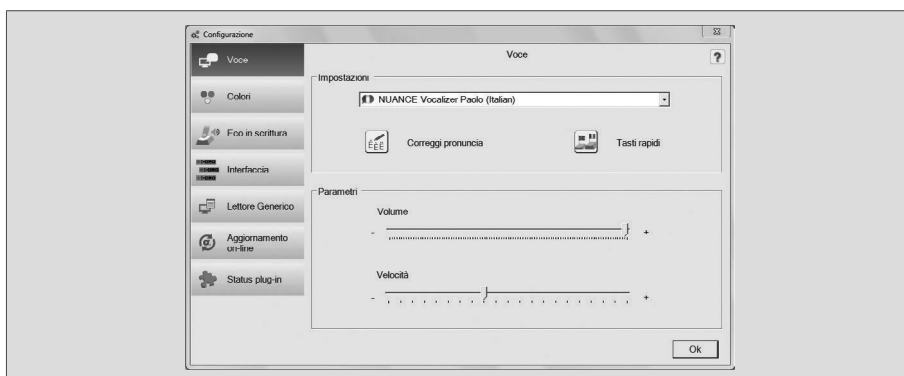 Configurazione
Voce
Colori
Eco in scrittura
Interfaccia
Lettore Generico
Aggiornamento
on-line
Status plug-in
Voce
?
Impostazioni
NUANCE Vocalizer Paolo (Italian)
Correggi pronuncia
Tasti rapidi
Parametri
Volume
- +
Velocità
- +
Ok